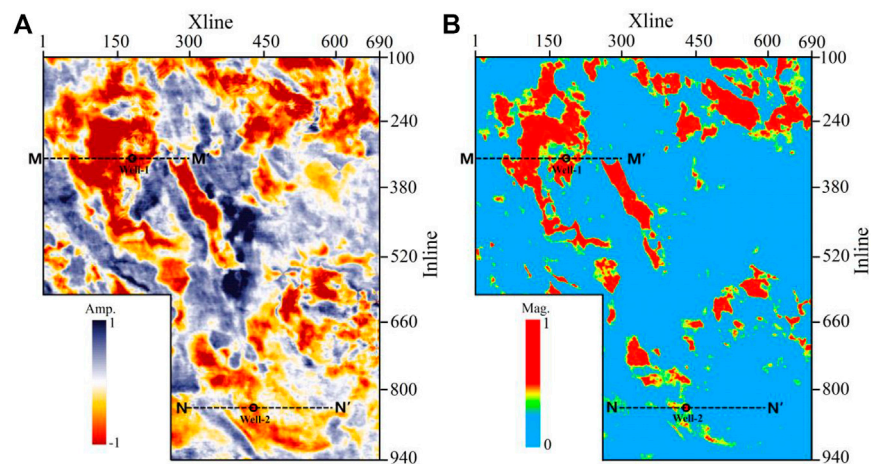 A
Xline
1 150 300 450 600 690
100
240
380
520
660
800
940
Inline
M
M'
Well-1
N
N'
Well-2
Amp.
1
-1
B
Xline
1 150 300 450 600 690
100
240
380
520
660
800
940
Inline
M
M'
Well-1
N
N'
Well-2
Mag.
1
0